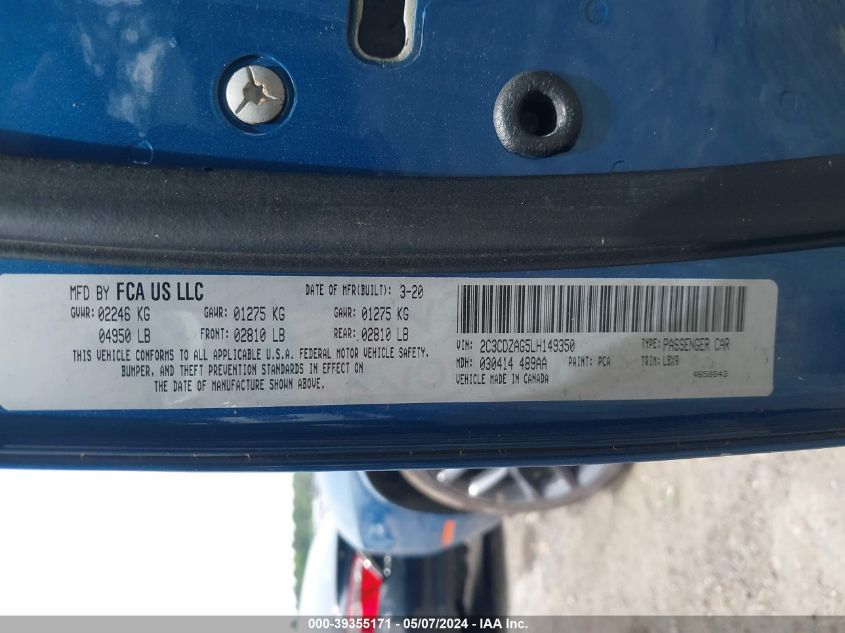 MFD BY FCA US LLC DATE OF MFR(BUILT): 3-20
GVWR: 02246 KG GAWR: 01275 KG GAWR: 01275 KG
04950 LB FRONT: 02810 LB REAR: 02810 LB
THIS VEHICLE CONFORMS TO ALL APPLICABLE U.S.A. FEDERAL MOTOR VEHICLE SAFETY,
BUMPER, AND THEFT PREVENTION STANDARDS IN EFFECT ON
THE DATE OF MANUFACTURE SHOWN ABOVE.
VIN: 2C3CDZAG5LH149350 TYPE: PASSENGER CAR
MDH: 030414 489AA PAINT: PCA TRIM: LBX9
VEHICLE MADE IN CANADA 4658643
000-39355171 - 05/07/2024 - IAA Inc.